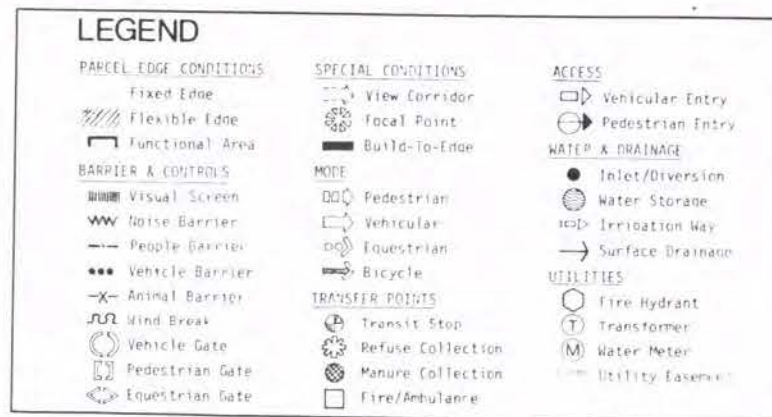 LEGEND
PARCEL EDGE CONDITIONS
Fixed Edge
Flexible Edge
Functional Area
BARRIER & CONTROLS
Visual Screen
Noise Barrier
People Barrier
Vehicle Barrier
Animal Barrier
Wind Break
Vehicle Gate
Pedestrian Gate
Equestrian Gate
SPECIAL CONDITIONS
View Corridor
Focal Point
Build-To-Edge
MODE
Pedestrian
Vehicular
Equestrian
Bicycle
TRANSFER POINTS
Transit Stop
Refuse Collection
Manure Collection
Fire/Ambulance
ACCESS
Vehicular Entry
Pedestrian Entry
WATER & DRAINAGE
Inlet/Diversion
Water Storage
Irrigation Way
Surface Drainage
UTILITIES
Fire Hydrant
T Transformer
M Water Meter
Utility Easement